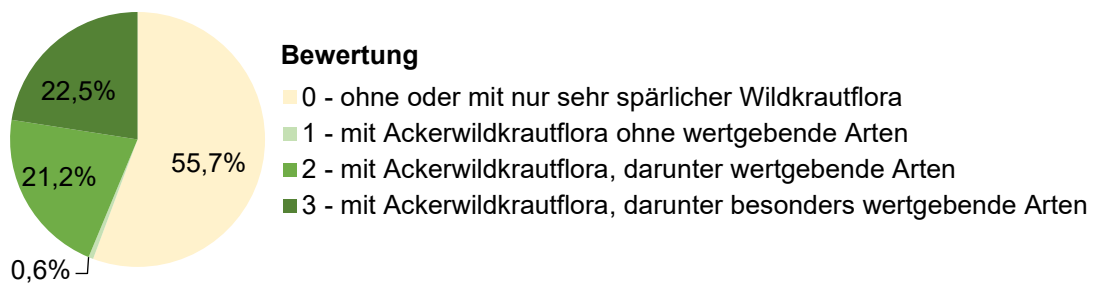 22,5%
21,2%
55,7%
0,6%
Bewertung
0 - ohne oder mit nur sehr spärlicher Wildkrautflora
1 - mit Ackerwildkrautflora ohne wertgebende Arten
2 - mit Ackerwildkrautflora, darunter wertgebende Arten
3 - mit Ackerwildkrautflora, darunter besonders wertgebende Arten